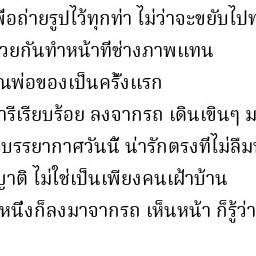 ื่อถ่ายรูปไว้ทุกท่า ไม่ว่าจะขยับไป
วยกันทำหน้าที่ช่างภาพแทน
ณพ่อของเป็นครั้งแรก
ารีเรียบร้อย ลงจากรถ เดินเขินๆ ม
บรรยากาศวันนี้ น่ารักตรงที่ไม่ลืม
ญาติ ไม่ใช่เป็นเพียงคนเฝ้าบ้าน
หนึ่งก็ลงมาจากรถ เห็นหน้า ก็รู้ว่า